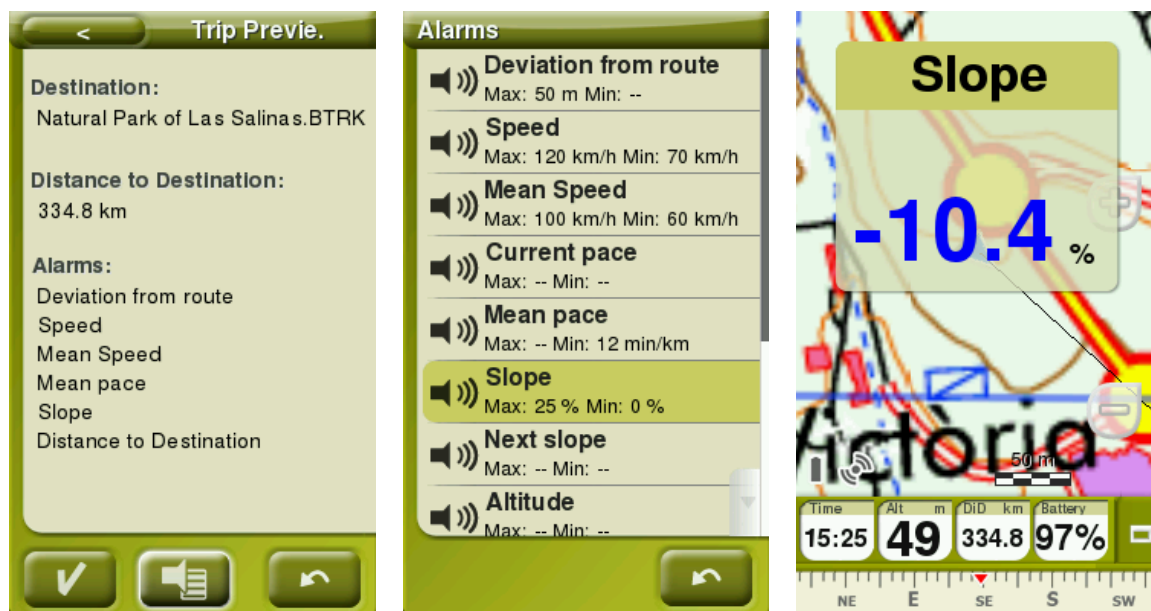 <
Trip Previe.
Destination:
Natural Park of Las Salinas.BTRK
Distance to Destination:
334.8 km
Alarms:
Deviation from route
Speed
Mean Speed
Mean pace
Slope
Distance to Destination
Alarms
Deviation from route
Max: 50 m Min: --
Speed
Max: 120 km/h Min: 70 km/h
Mean Speed
Max: 100 km/h Min: 60 km/h
Current pace
Max: -- Min: --
Mean pace
Max: -- Min: 12 min/km
Slope
Max: 25 % Min: 0 %
Next slope
Max: -- Min: --
Altitude
Max: -- Min: --
Slope
-10.4 %
Victòria
50 m
Time
15:25
Alt m
49
DiD km
334.8
Battery
97%
NE E SE S SW